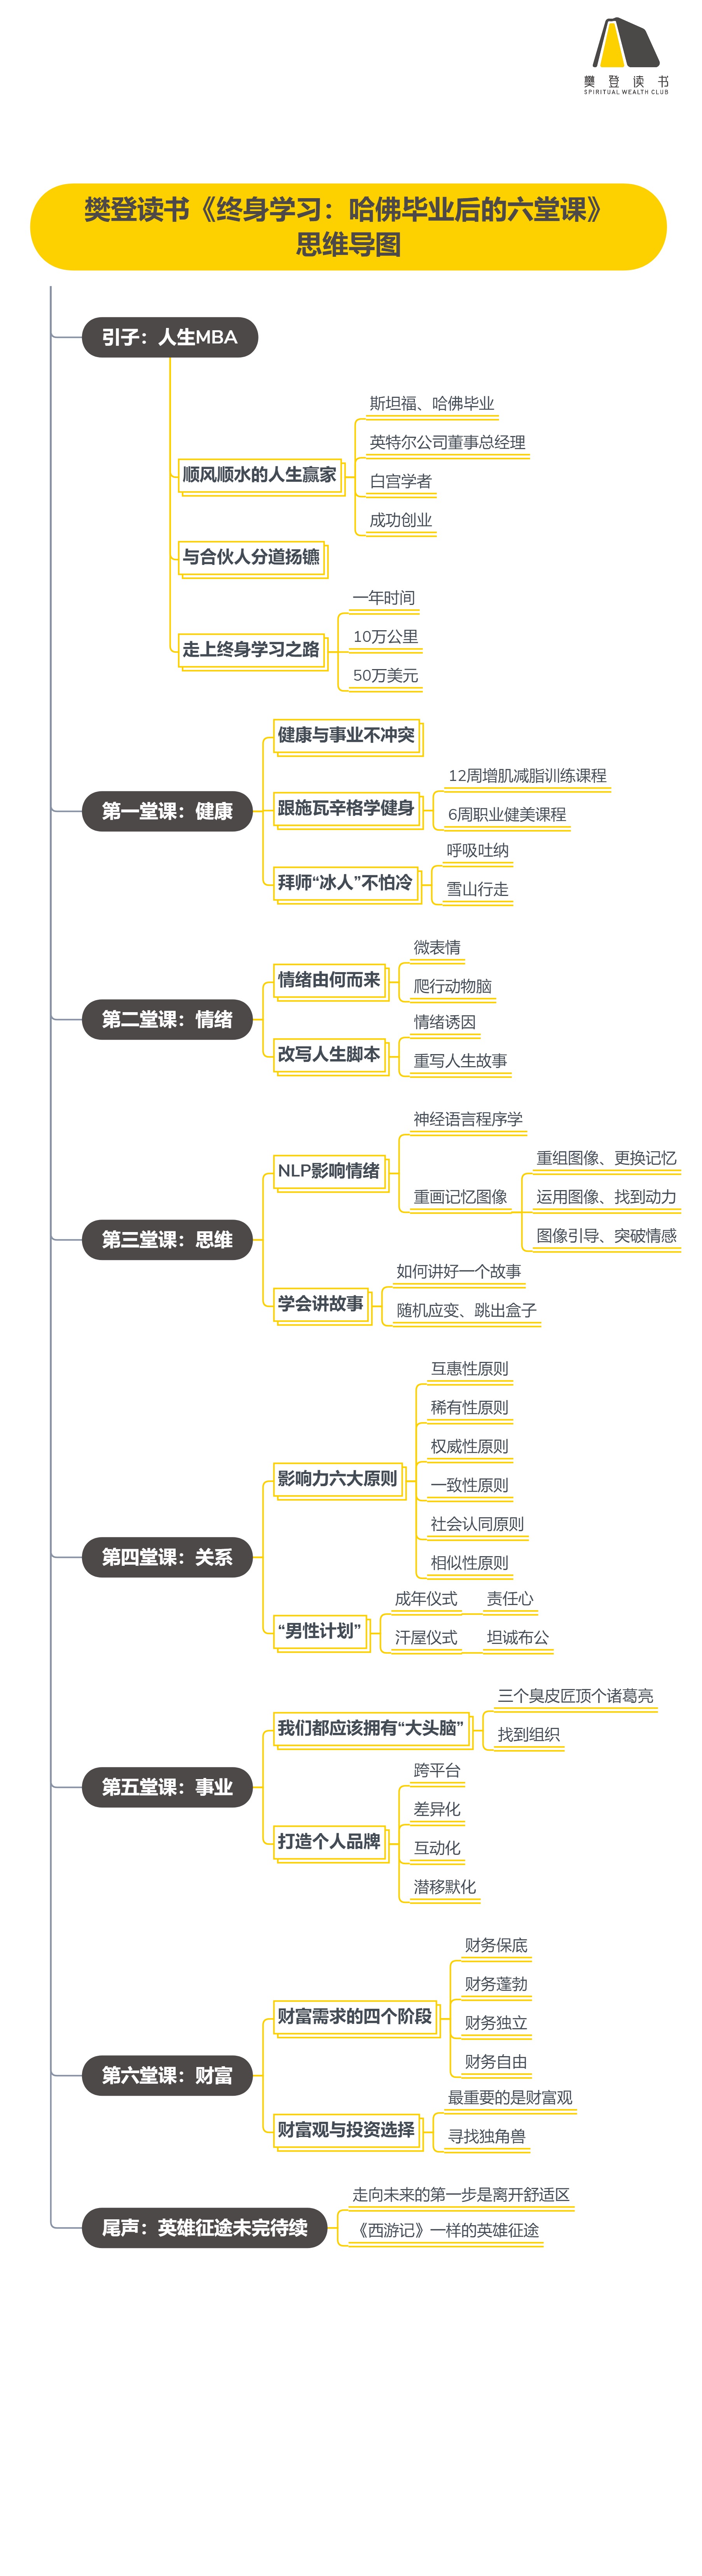 樊登读书
SPIRITUAL WEALTH CLUB
樊登读书《终身学习：哈佛毕业后的六堂课》
思维导图
引子：人生MBA
顺风顺水的人生赢家
斯坦福、哈佛毕业
英特尔公司董事总经理
白宫学者
成功创业
与合伙人分道扬镳
走上终身学习之路
一年时间
10万公里
50万美元
第一堂课：健康
健康与事业不冲突
跟施瓦辛格学健身
12周增肌减脂训练课程
6周职业健美课程
拜师“冰人”不怕冷
呼吸吐纳
雪山行走
第二堂课：情绪
情绪由何而来
微表情
爬行动物脑
改写人生脚本
情绪诱因
重写人生故事
第三堂课：思维
NLP影响情绪
神经语言程序学
重画记忆图像
重组图像、更换记忆
运用图像、找到动力
图像引导、突破情感
学会讲故事
如何讲好一个故事
随机应变、跳出盒子
第四堂课：关系
影响力六大原则
互惠性原则
稀有性原则
权威性原则
一致性原则
社会认同原则
相似性原则
“男性计划”
成年仪式
责任心
汗屋仪式
坦诚布公
第五堂课：事业
我们都应该拥有“大头脑”
三个臭皮匠顶个诸葛亮
找到组织
打造个人品牌
跨平台
差异化
互动化
潜移默化
第六堂课：财富
财富需求的四个阶段
财务保底
财务蓬勃
财务独立
财务自由
财富观与投资选择
最重要的是财富观
寻找独角兽
尾声：英雄征途未完待续
走向未来的第一步是离开舒适区
《西游记》一样的英雄征途